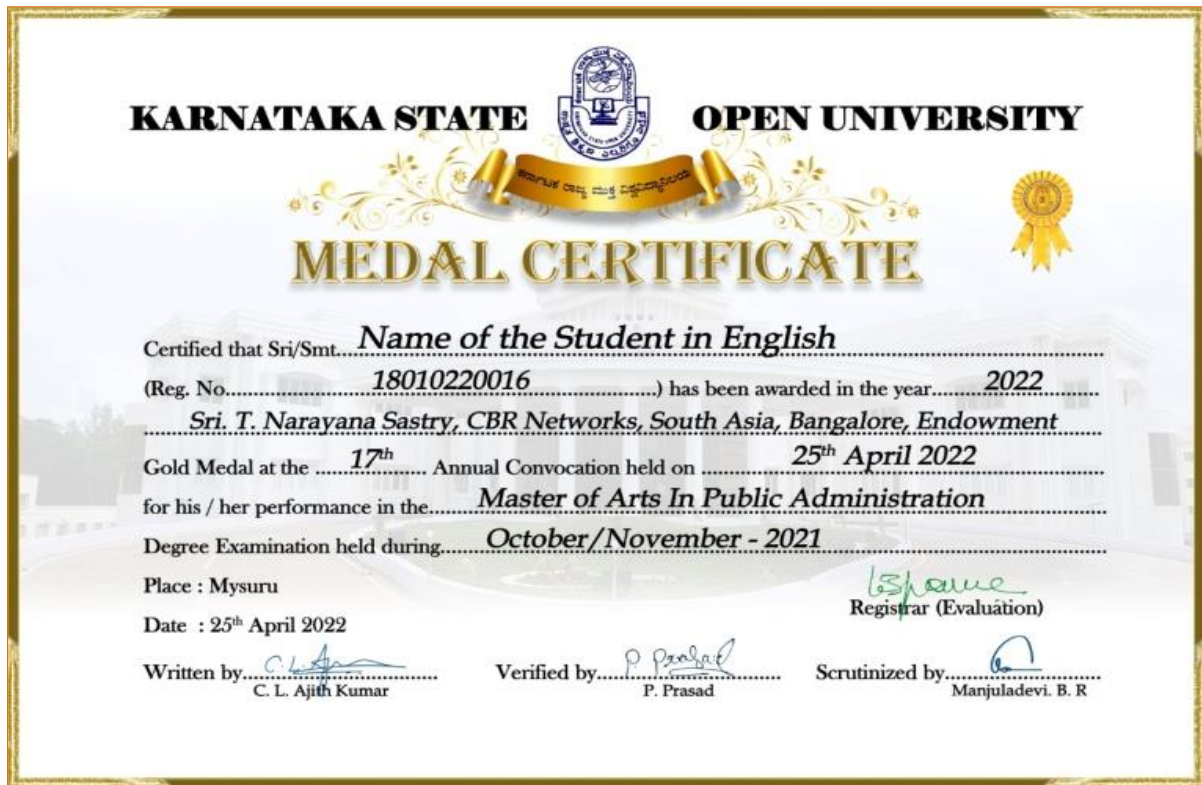 KARNATAKA STATE OPEN UNIVERSITY
ಕರ್ನಾಟಕ ರಾಜ್ಯ ಮುಕ್ತ ವಿಶ್ವವಿದ್ಯಾನಿಲಯ
MEDAL CERTIFICATE
Certified that Sri/Smt....Name of the Student in English
(Reg. No..........18010220016..........) has been awarded in the year......2022
Sri. T. Narayana Sastry, CBR Networks, South Asia, Bangalore, Endowment
Gold Medal at the ......17th...... Annual Convocation held on ..........25th April 2022
for his / her performance in the......Master of Arts In Public Administration
Degree Examination held during......October/November - 2021
Place : Mysuru
Registrar (Evaluation)
Date : 25th April 2022
Written by.......... Verified by.......... Scrutinized by..........
C. L. Ajith Kumar P. Prasad Manjuladevi. B. R